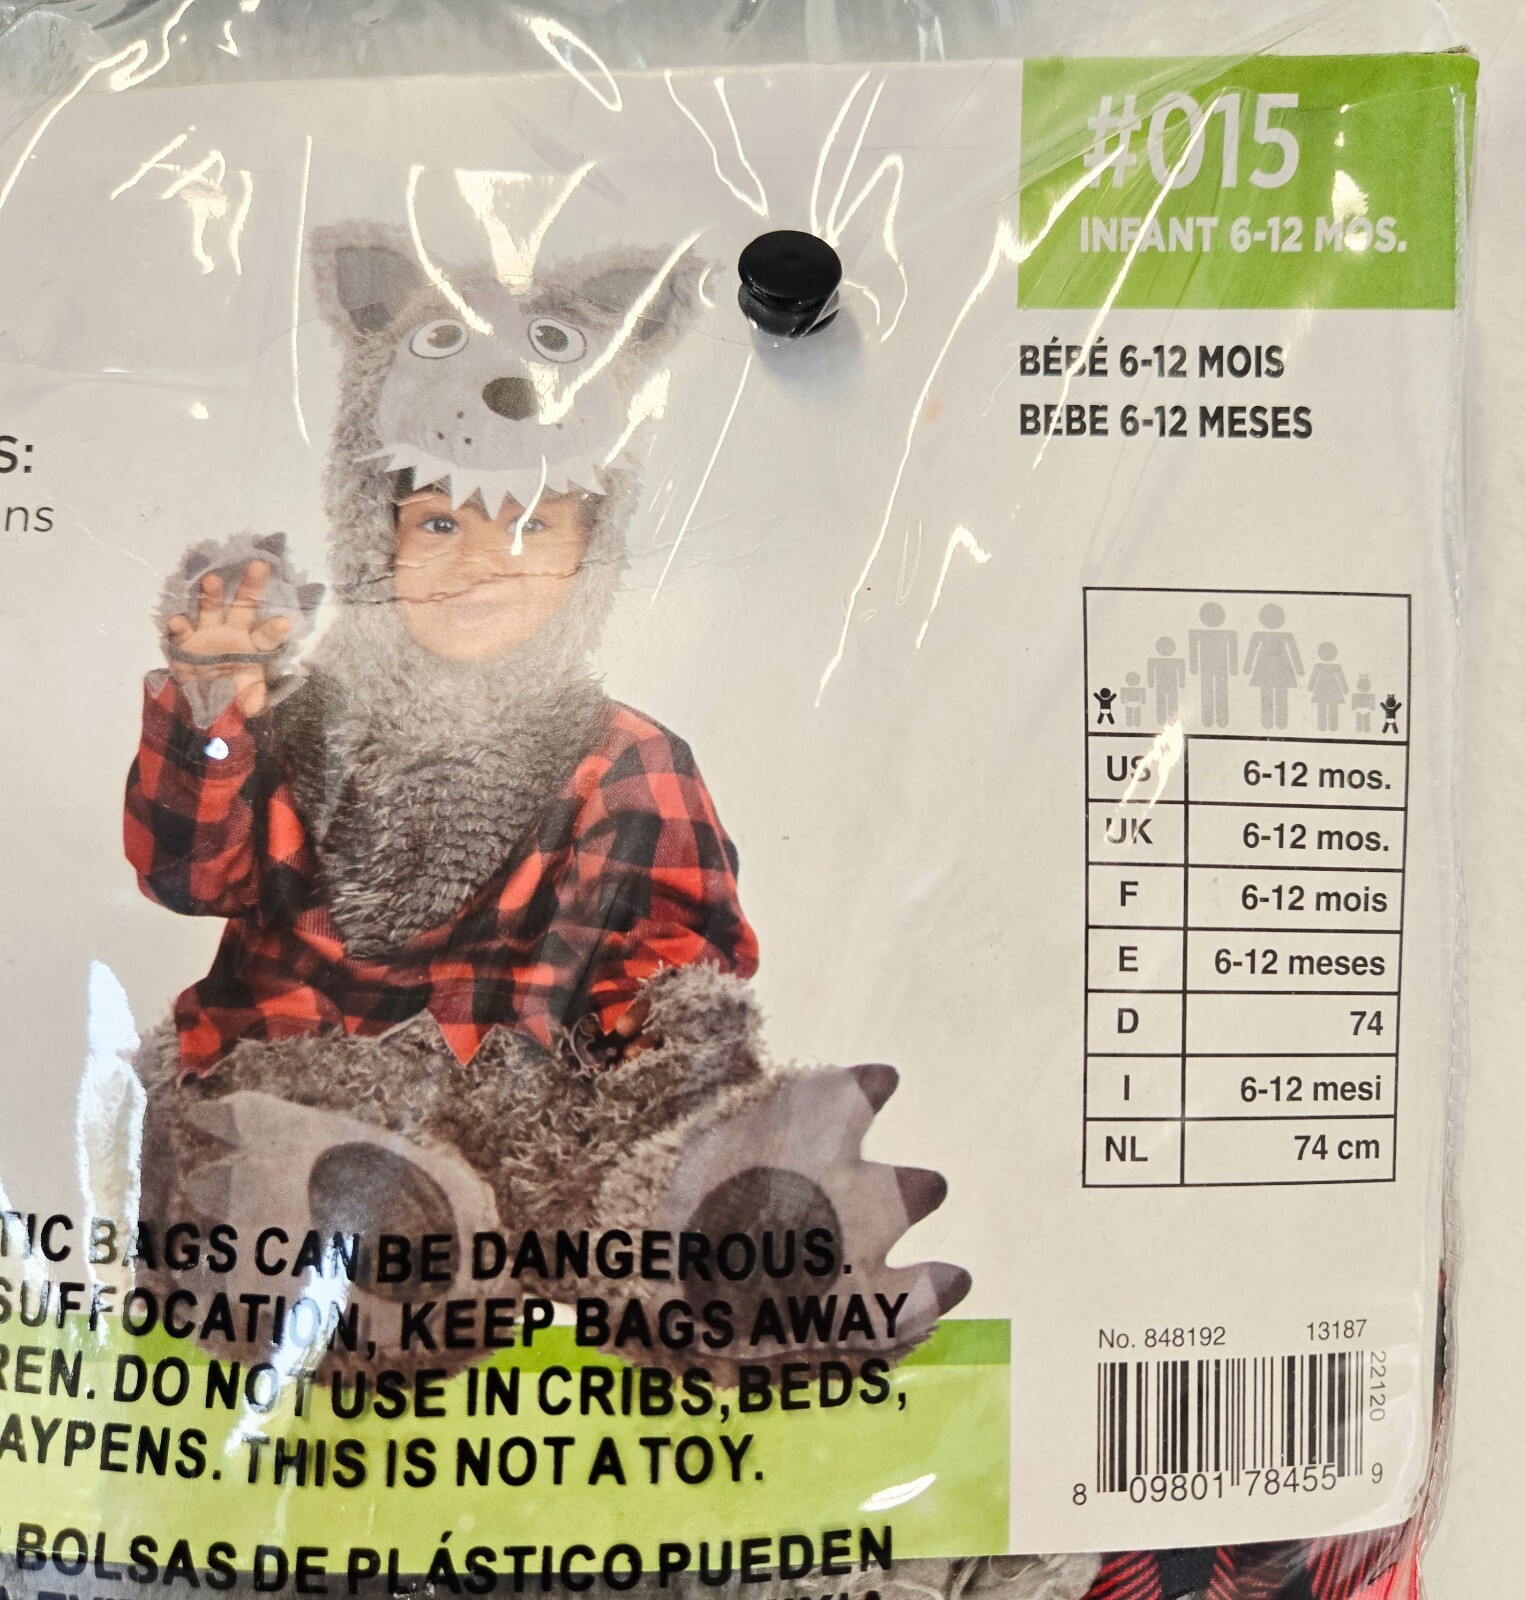 #015
INFANT 6-12 MOS.
BÉBÉ 6-12 MOIS
BEBE 6-12 MESES
S:
ns
US 6-12 mos.
UK 6-12 mos.
F 6-12 mois
E 6-12 meses
D 74
I 6-12 mesi
NL 74 cm
TIC BAGS CAN BE DANGEROUS.
SUFFOCATION, KEEP BAGS AWAY
REN. DO NOT USE IN CRIBS, BEDS,
AYPENS. THIS IS NOT A TOY.
BOLSAS DE PLÁSTICO PUEDEN
No. 848192 13187
22120
8 09801 78455 9